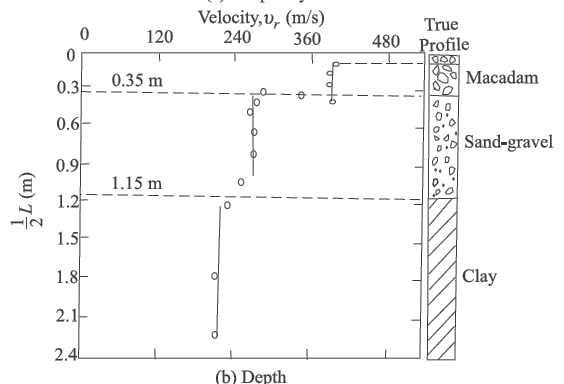 Velocity, υr (m/s)
True
Profile
0 120 240 360 480
0
0.3
0.6
0.9
1.2
1.5
1.8
2.1
2.4
½L (m)
0.35 m
1.15 m
Macadam
Sand-gravel
Clay
(b) Depth